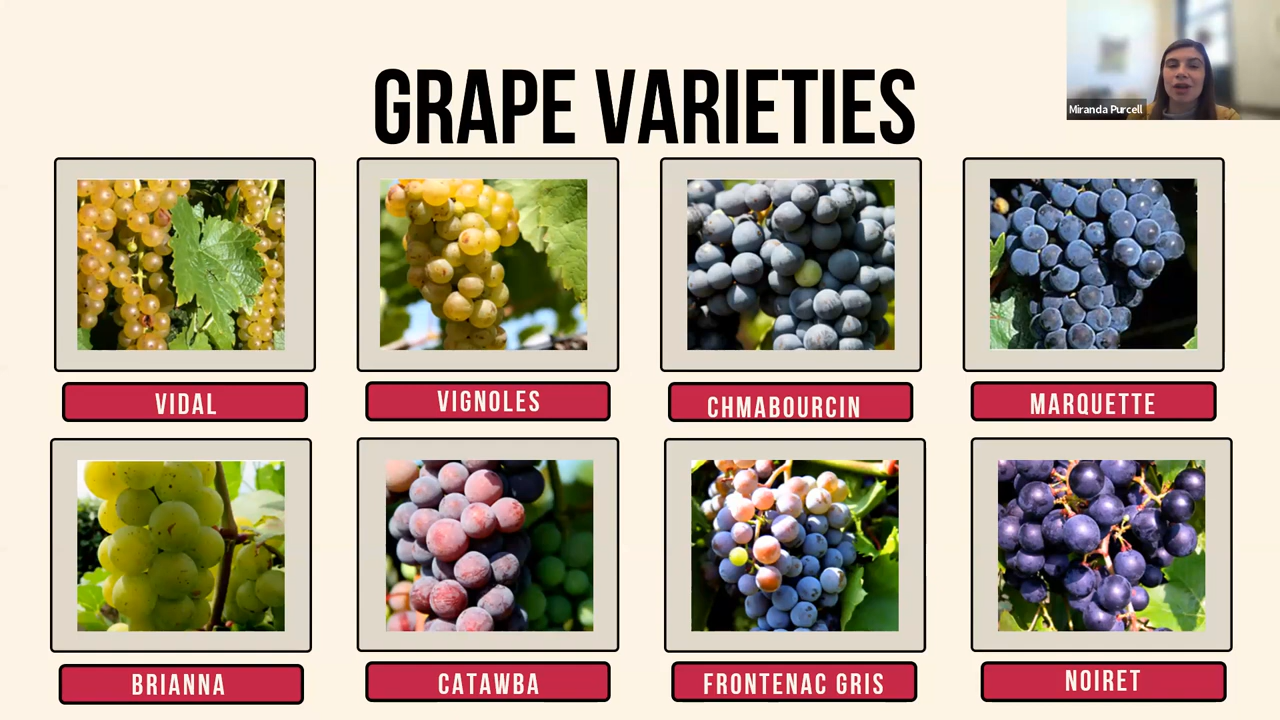 GRAPE VARIETIES
Miranda Purcell
VIDAL
VIGNOLES
CHMABOURCIN
MARQUETTE
BRIANNA
CATAWBA
FRONTENAC GRIS
NOIRET